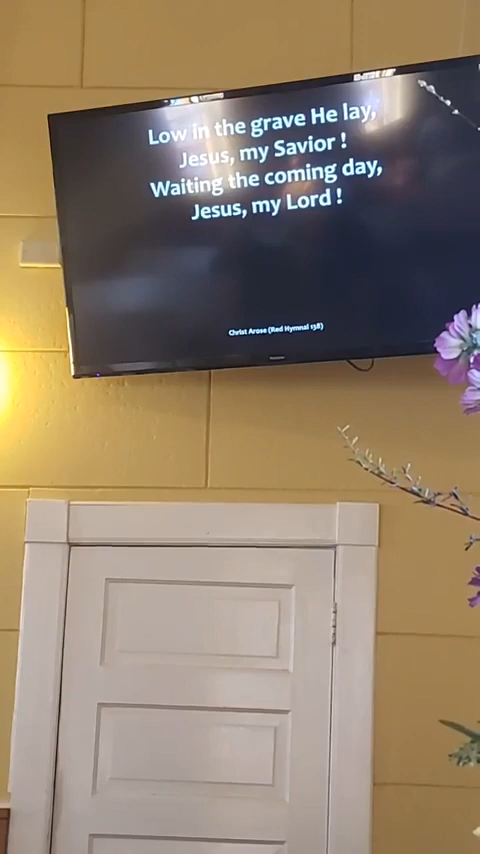 Low in the grave He lay,
Jesus, my Savior !
Waiting the coming day,
Jesus, my Lord !
Christ Arose (Red Hymnal 138)